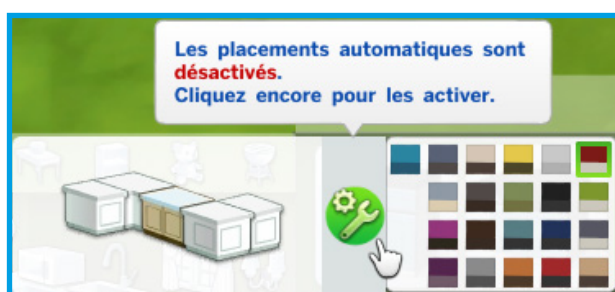 Les placements automatiques sont
désactivés.
Cliquez encore pour les activer.